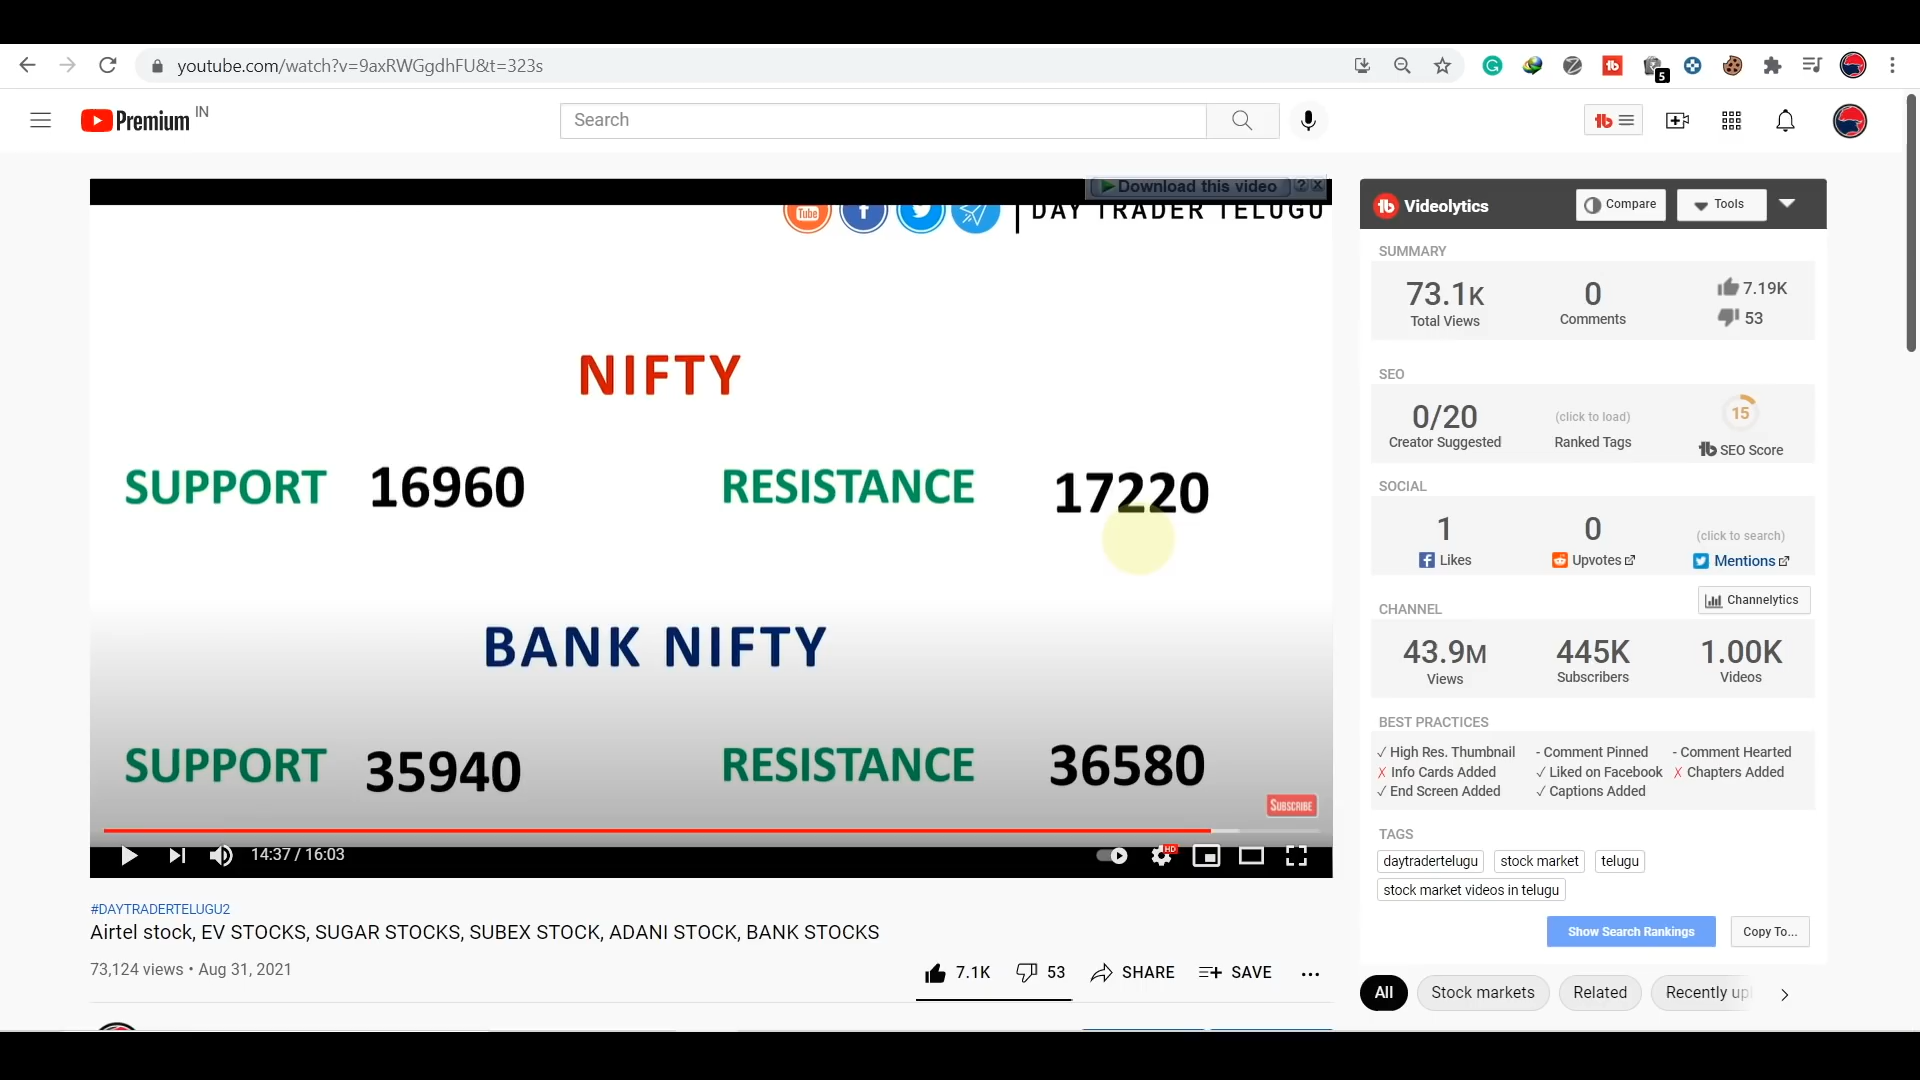 youtube.com/watch?v=9axRWGgdhFU&t=323s
5
Premium IN
Search
Download this video ? X
Tube
DAY TRADER TELUGU
NIFTY
SUPPORT 16960 RESISTANCE 17220
BANK NIFTY
SUPPORT 35940 RESISTANCE 36580
SUBSCRIBE
14:37 / 16:03
HD
#DAYTRADERTELUGU2
Airtel stock, EV STOCKS, SUGAR STOCKS, SUBEX STOCK, ADANI STOCK, BANK STOCKS
73,124 views • Aug 31, 2021
7.1K 53 SHARE SAVE ...
Videolytics Compare Tools
SUMMARY
73.1K 0 7.19K
Total Views Comments 53
SEO
0/20 (click to load) 15
Creator Suggested Ranked Tags SEO Score
SOCIAL
1 0 (click to search)
Likes Upvotes Mentions
CHANNEL Channelytics
43.9M 445K 1.00K
Views Subscribers Videos
BEST PRACTICES
✓ High Res. Thumbnail - Comment Pinned - Comment Hearted
X Info Cards Added ✓ Liked on Facebook X Chapters Added
✓ End Screen Added ✓ Captions Added
TAGS
daytradertelugu stock market telugu
stock market videos in telugu
Show Search Rankings Copy To...
All Stock markets Related Recently up